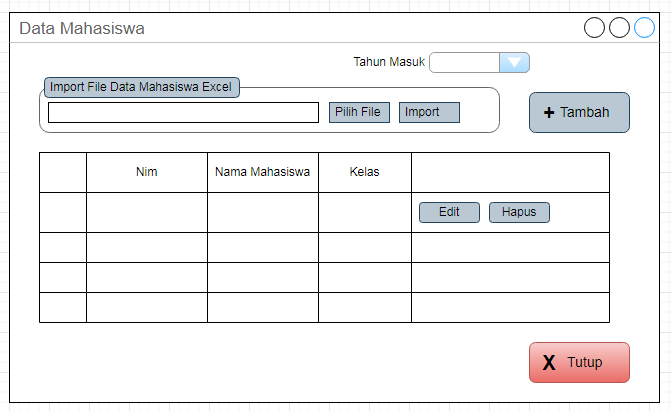 Data Mahasiswa
Tahun Masuk
Import File Data Mahasiswa Excel
Pilih File Import
+ Tambah
Nim Nama Mahasiswa Kelas
Edit Hapus
X Tutup